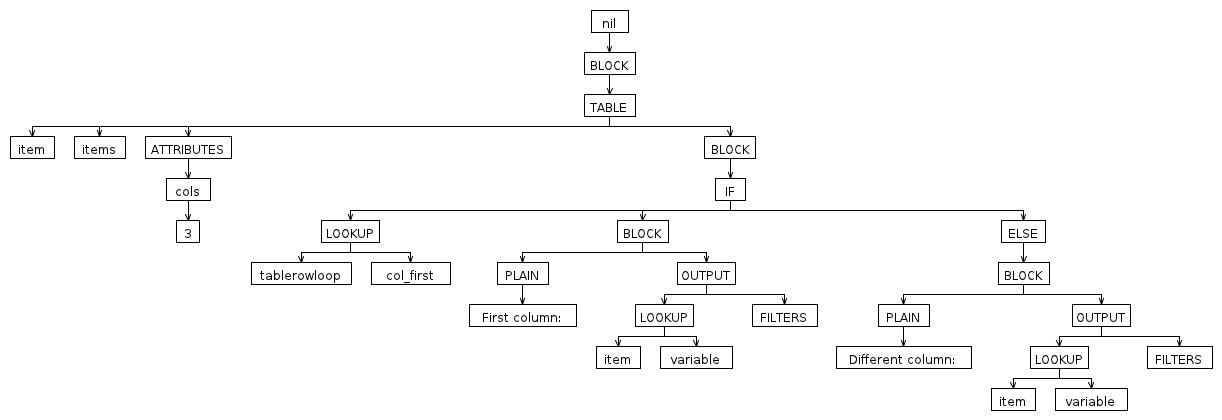 nil
BLOCK
TABLE
item items ATTRIBUTES BLOCK
cols IF
3 LOOKUP BLOCK ELSE
tablerowloop col_first PLAIN OUTPUT BLOCK
First column: LOOKUP FILTERS PLAIN OUTPUT
item variable Different column: LOOKUP FILTERS
item variable